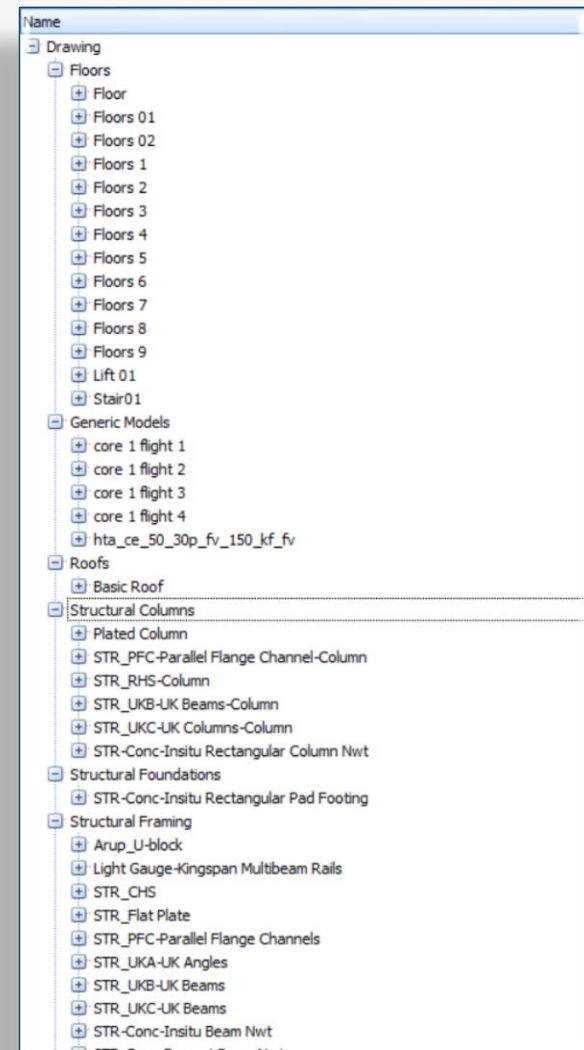 Name
Drawing
Floors
Floor
Floors 01
Floors 02
Floors 1
Floors 2
Floors 3
Floors 4
Floors 5
Floors 6
Floors 7
Floors 8
Floors 9
Lift 01
Stair01
Generic Models
core 1 flight 1
core 1 flight 2
core 1 flight 3
core 1 flight 4
hta_ce_50_30p_fv_150_kf_fv
Roofs
Basic Roof
Structural Columns
Plated Column
STR_PFC-Parallel Flange Channel-Column
STR_RHS-Column
STR_UKB-UK Beams-Column
STR_UKC-UK Columns-Column
STR-Conc-Insitu Rectangular Column Nwt
Structural Foundations
STR-Conc-Insitu Rectangular Pad Footing
Structural Framing
Arup_U-block
Light Gauge-Kingspan Multibeam Rails
STR_CHS
STR_Flat Plate
STR_PFC-Parallel Flange Channels
STR_UKA-UK Angles
STR_UKB-UK Beams
STR_UKC-UK Beams
STR-Conc-Insitu Beam Nwt